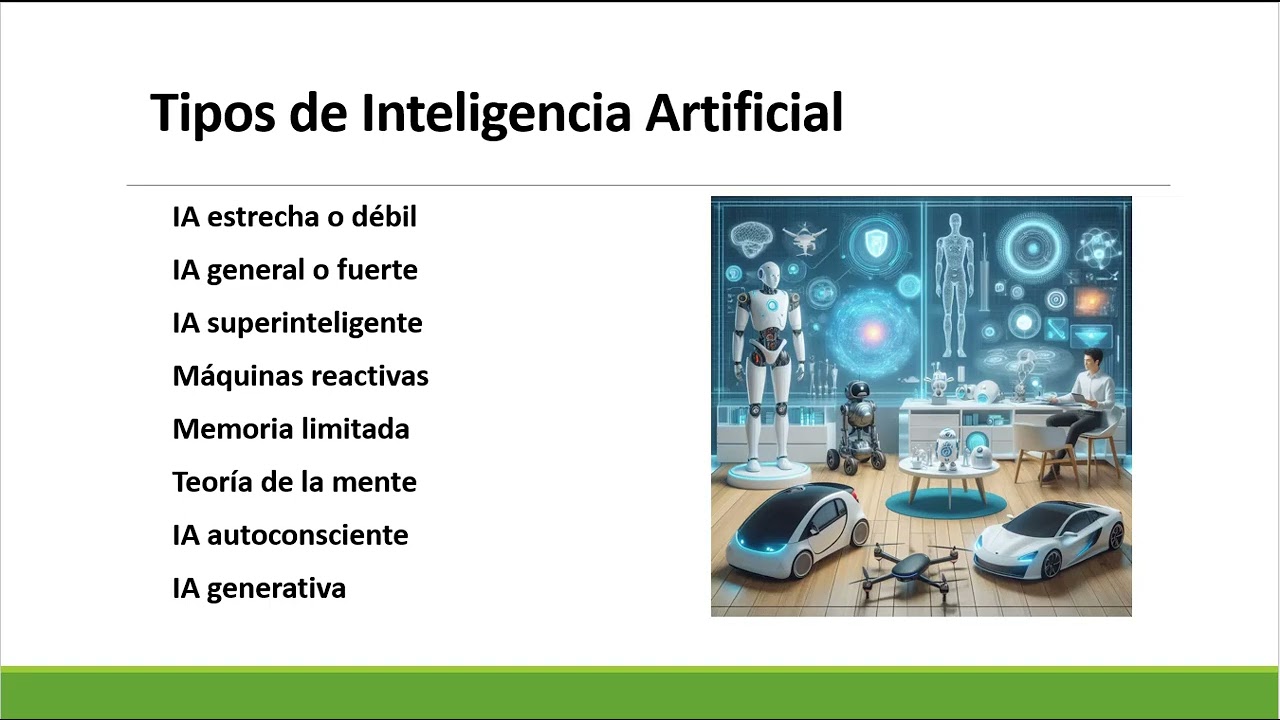 Tipos de Inteligencia Artificial
IA estrecha o débil
IA general o fuerte
IA superinteligente
Máquinas reactivas
Memoria limitada
Teoría de la mente
IA autoconsciente
IA generativa